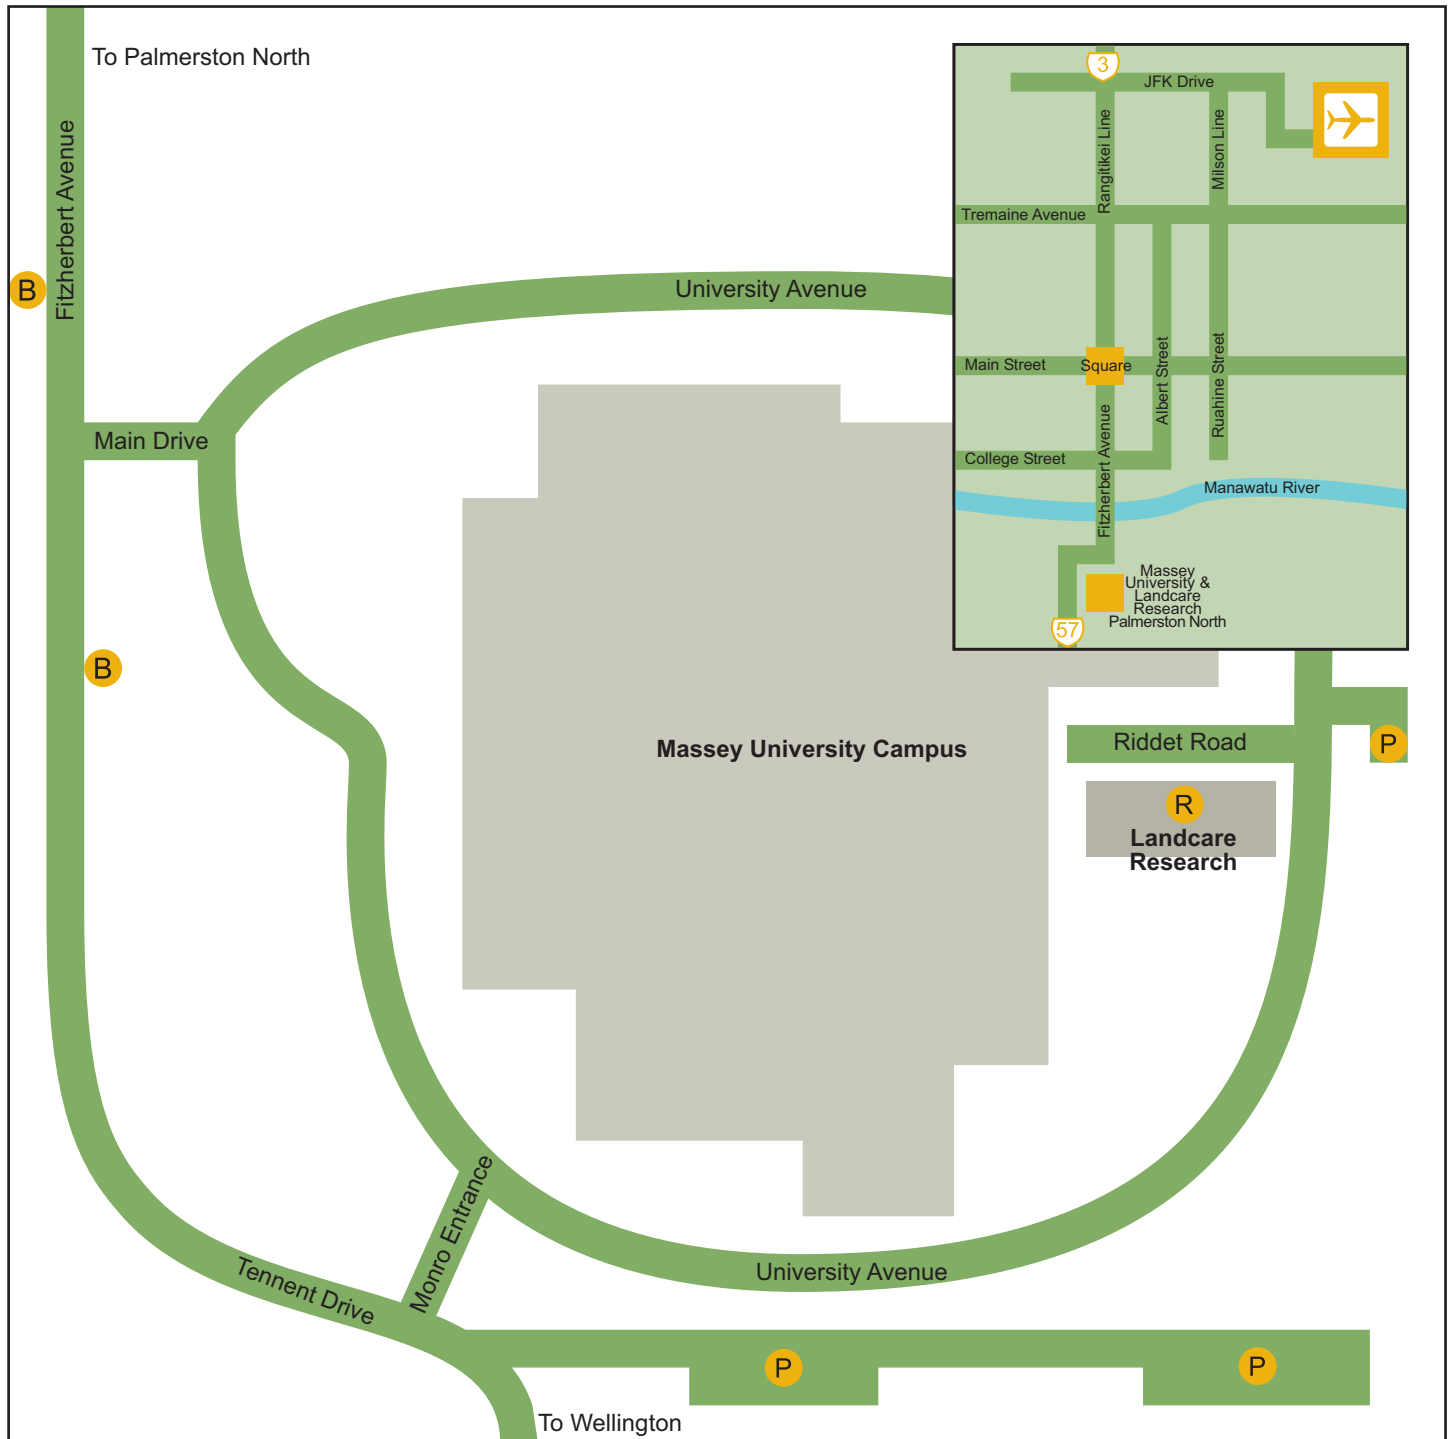 To Palmerston North
Fitzherbert Avenue
B
University Avenue
Main Drive
B
3
JFK Drive
Rangitikei Line
Milson Line
Tremaine Avenue
Main Street
Square
Albert Street
Ruahine Street
Fitzherbert Avenue
College Street
Manawatu River
Massey
University &
Landcare
Research
Palmerston North
57
Massey University Campus
Riddet Road
P
R
Landcare
Research
Monro Entrance
Tennent Drive
University Avenue
P
P
To Wellington